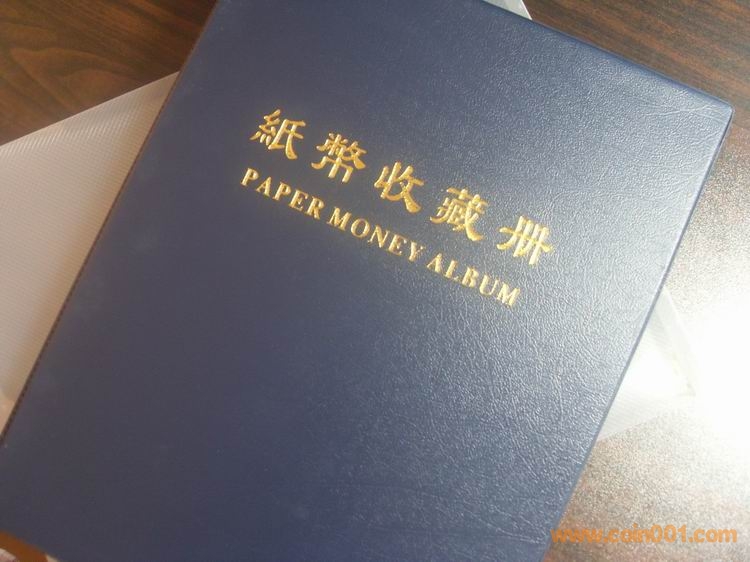 紙幣收藏册
PAPER MONEY ALBUM
www.coin001.com